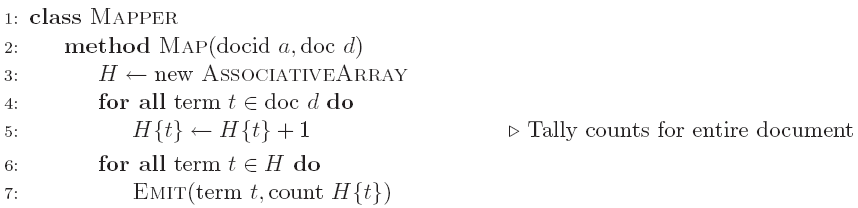 1: class MAPPER
2: method MAP(docid a, doc d)
3: H ← new ASSOCIATIVEARRAY
4: for all term t ∈ doc d do
5: H{t} ← H{t} + 1 ▷ Tally counts for entire document
6: for all term t ∈ H do
7: EMIT(term t, count H{t})